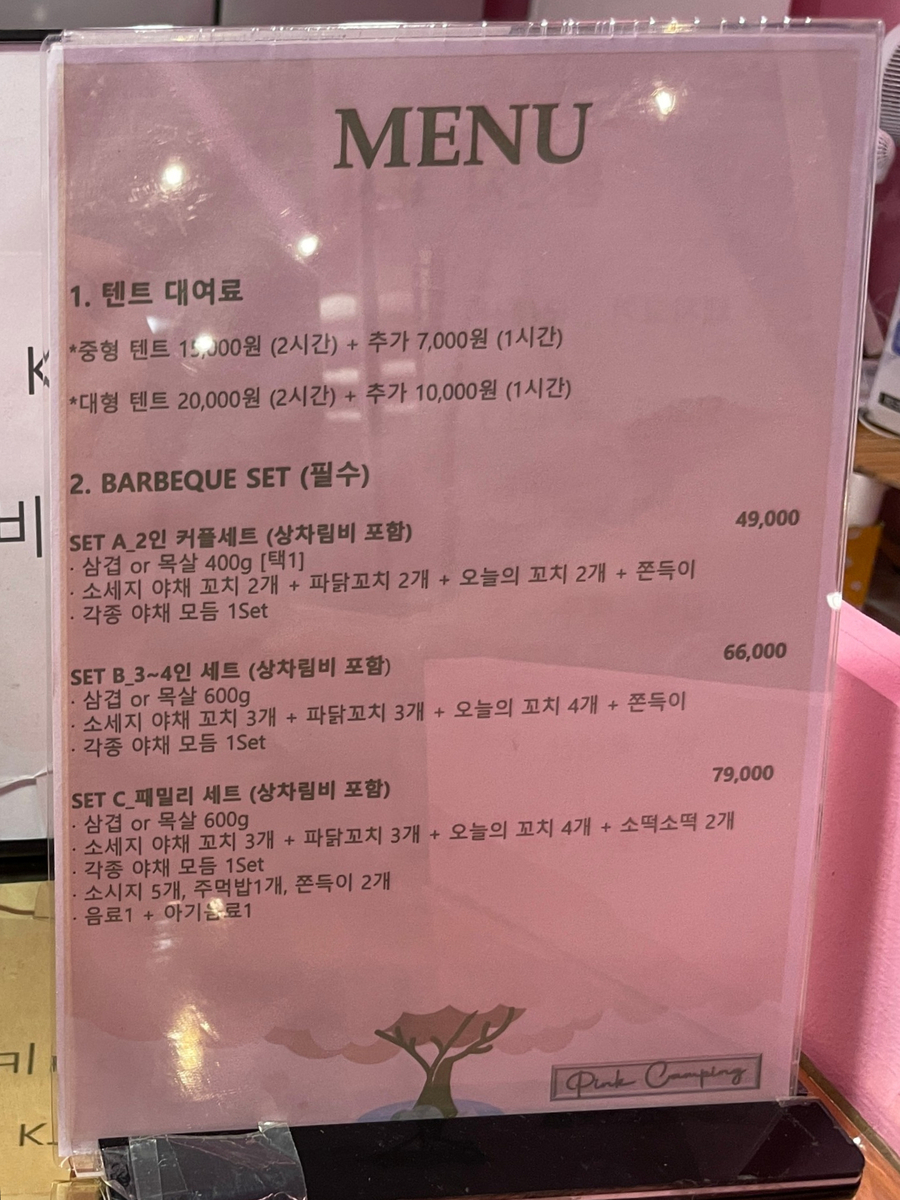 MENU
1. 텐트 대여료
*중형 텐트 15,000원 (2시간) + 추가 7,000원 (1시간)
*대형 텐트 20,000원 (2시간) + 추가 10,000원 (1시간)
2. BARBEQUE SET (필수)
SET A_2인 커플세트 (상차림비 포함) 49,000
· 삼겹 or 목살 400g [택1]
· 소세지 야채 꼬치 2개 + 파닭꼬치 2개 + 오늘의 꼬치 2개 + 쫀득이
· 각종 야채 모듬 1Set
SET B_3~4인 세트 (상차림비 포함) 66,000
· 삼겹 or 목살 600g
· 소세지 야채 꼬치 3개 + 파닭꼬치 3개 + 오늘의 꼬치 4개 + 쫀득이
· 각종 야채 모듬 1Set
SET C_패밀리 세트 (상차림비 포함) 79,000
· 삼겹 or 목살 600g
· 소세지 야채 꼬치 3개 + 파닭꼬치 3개 + 오늘의 꼬치 4개 + 소떡소떡 2개
· 각종 야채 모듬 1Set
· 소시지 5개, 주먹밥1개, 쫀득이 2개
· 음료1 + 아기음료1
Pink Camping